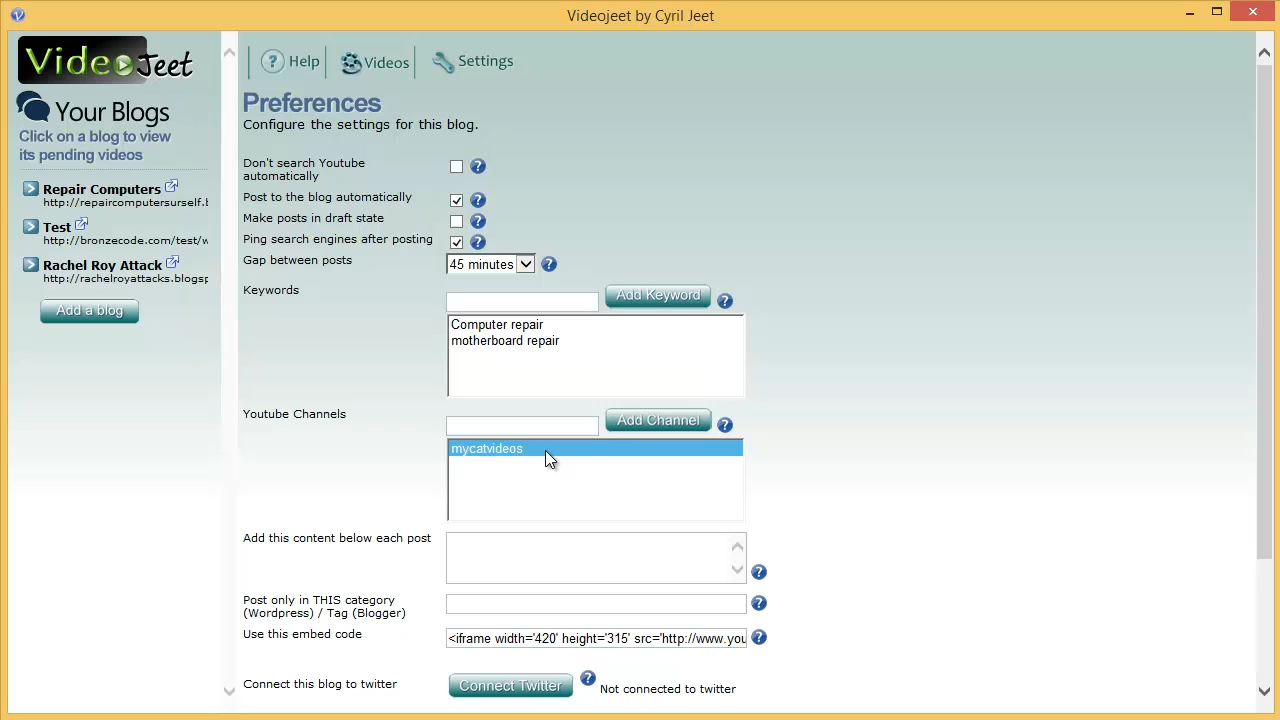 Videojeet by Cyril Jeet
Video Jeet
Your Blogs
Click on a blog to view
its pending videos
Repair Computers
http://repaircomputersurself.b
Test
http://bronzecode.com/test/w
Rachel Roy Attack
http://rachelroyattacks.blogsp
Add a blog
Help
Videos
Settings
Preferences
Configure the settings for this blog.
Don't search Youtube
automatically
Post to the blog automatically
Make posts in draft state
Ping search engines after posting
Gap between posts
45 minutes
Keywords
Add Keyword
Computer repair
motherboard repair
Youtube Channels
Add Channel
mycatvideos
Add this content below each post
Post only in THIS category
(Wordpress) / Tag (Blogger)
Use this embed code
<iframe width='420' height='315' src='http://www.you
Connect this blog to twitter
Connect Twitter
Not connected to twitter